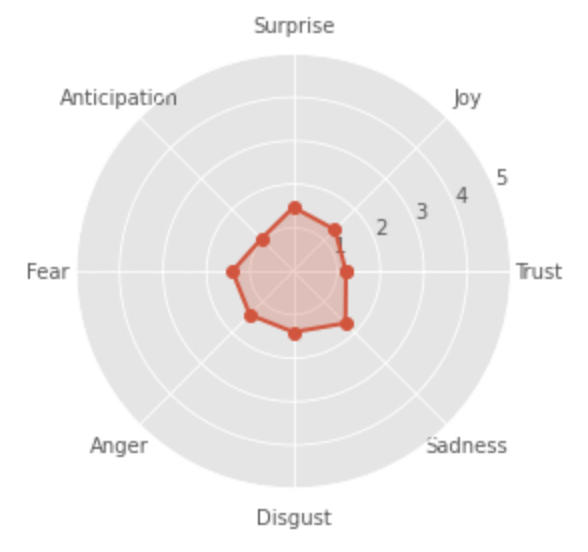 Surprise
Anticipation
Joy
5
4
3
2
1
Fear
Trust
Anger
Sadness
Disgust